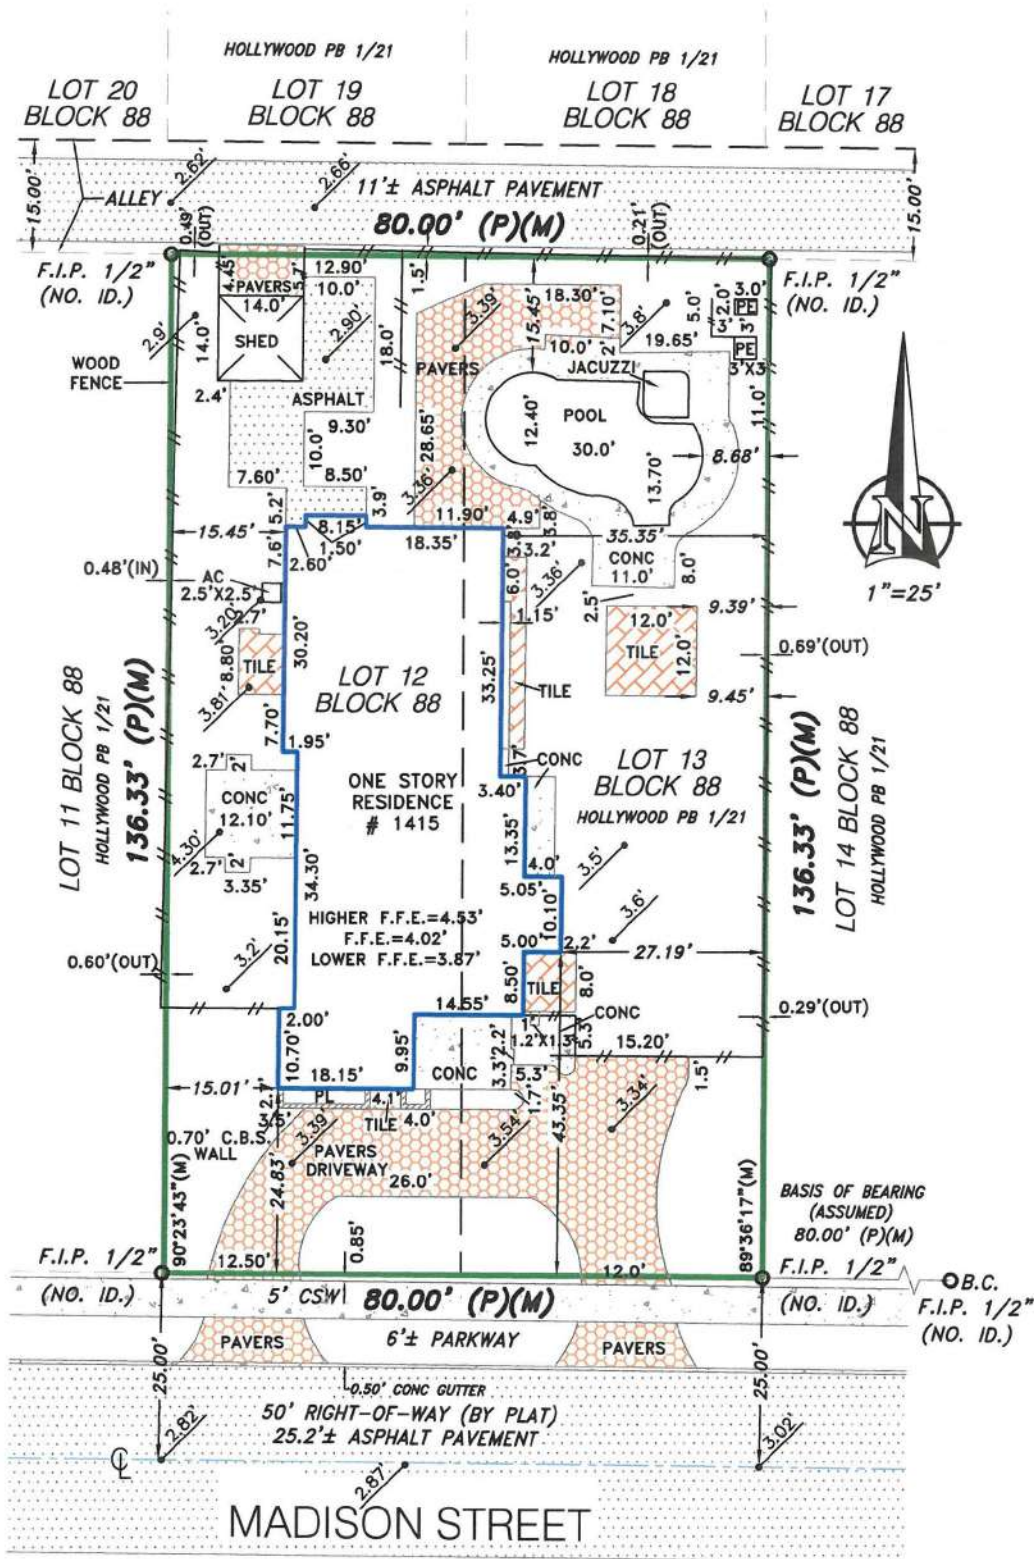 HOLLYWOOD PB 1/21
HOLLYWOOD PB 1/21
LOT 20
BLOCK 88
LOT 19
BLOCK 88
LOT 18
BLOCK 88
LOT 17
BLOCK 88
15.00'
ALLEY
2.62'
2.66'
11'± ASPHALT PAVEMENT
15.00'
0.49'
(OUT)
80.00' (P)(M)
0.21'
(OUT)
F.I.P. 1/2"
(NO. ID.)
4.45'
PAVERS
5.7'
12.90'
10.0'
1.5'
F.I.P. 1/2"
(NO. ID.)
14.0'
14.0'
SHED
2.9'
2.90'
18.0'
3.39'
15.45'
18.30'
7.10'
3.8'
5.0'
2.0'
3.0'
PE
3'
3'
PE
3'X3'
WOOD
FENCE
2.4'
ASPHALT
9.30'
PAVERS
10.0'
2'
19.65'
JACUZZI
11.0'
12.40'
POOL
30.0'
13.70'
8.68'
28.65'
10.0'
7.60'
8.50'
3.9'
3.36'
5.2'
15.45'
8.15'
1.50'
2.60'
7.6'
11.90'
18.35'
4.9'
3.8'
3.8'
3.2'
35.35'
CONC
11.0'
8.0'
N
1"=25'
0.48'(IN)
AC
2.5'X2.5'
2.7'
3.20'
6.0'
3.36'
2.5'
1.15'
9.39'
12.0'
TILE
12.0'
0.69'(OUT)
9.45'
8.80'
TILE
3.81'
30.20'
7.70'
1.95'
LOT 12
BLOCK 88
33.25'
TILE
3.7'
CONC
3.40'
LOT 13
BLOCK 88
HOLLYWOOD PB 1/21
LOT 11 BLOCK 88
HOLLYWOOD PB 1/21
136.33' (P)(M)
136.33' (P)(M)
LOT 14 BLOCK 88
HOLLYWOOD PB 1/21
2.7'
2'
CONC
12.10'
11.75'
4.30'
2.7'
2'
3.35'
34.30'
ONE STORY
RESIDENCE
# 1415
13.35'
4.0'
5.05'
3.5'
3.6'
10.10'
HIGHER F.F.E.=4.53'
F.F.E.=4.02'
LOWER F.F.E.=3.87'
20.15'
3.2'
0.60'(OUT)
5.00'
2.2'
27.19'
8.50'
TILE
8.0'
0.29'(OUT)
14.55'
2.00'
10.70'
9.95'
CONC
1'
1.2'X1.3'
2.2'
3.3'
5.3'
15.20'
1.5'
15.01'
18.15'
CONC
5.3'
1.7'
PL
4.1'
3.5'
TILE
4.0'
0.70' C.B.S.
WALL
3.39'
PAVERS
DRIVEWAY
26.0'
3.54'
3.34'
43.35'
24.83'
90°23'43"(M)
89°36'17"(M)
BASIS OF BEARING
(ASSUMED)
80.00' (P)(M)
F.I.P. 1/2"
(NO. ID.)
12.50'
0.85'
12.0'
F.I.P. 1/2"
(NO. ID.)
B.C.
F.I.P. 1/2"
(NO. ID.)
5' CSW
80.00' (P)(M)
PAVERS
6'± PARKWAY
PAVERS
25.00'
25.00'
0.50' CONC GUTTER
50' RIGHT-OF-WAY (BY PLAT)
25.2'± ASPHALT PAVEMENT
2.82'
3.02'
CL
2.87'
MADISON STREET